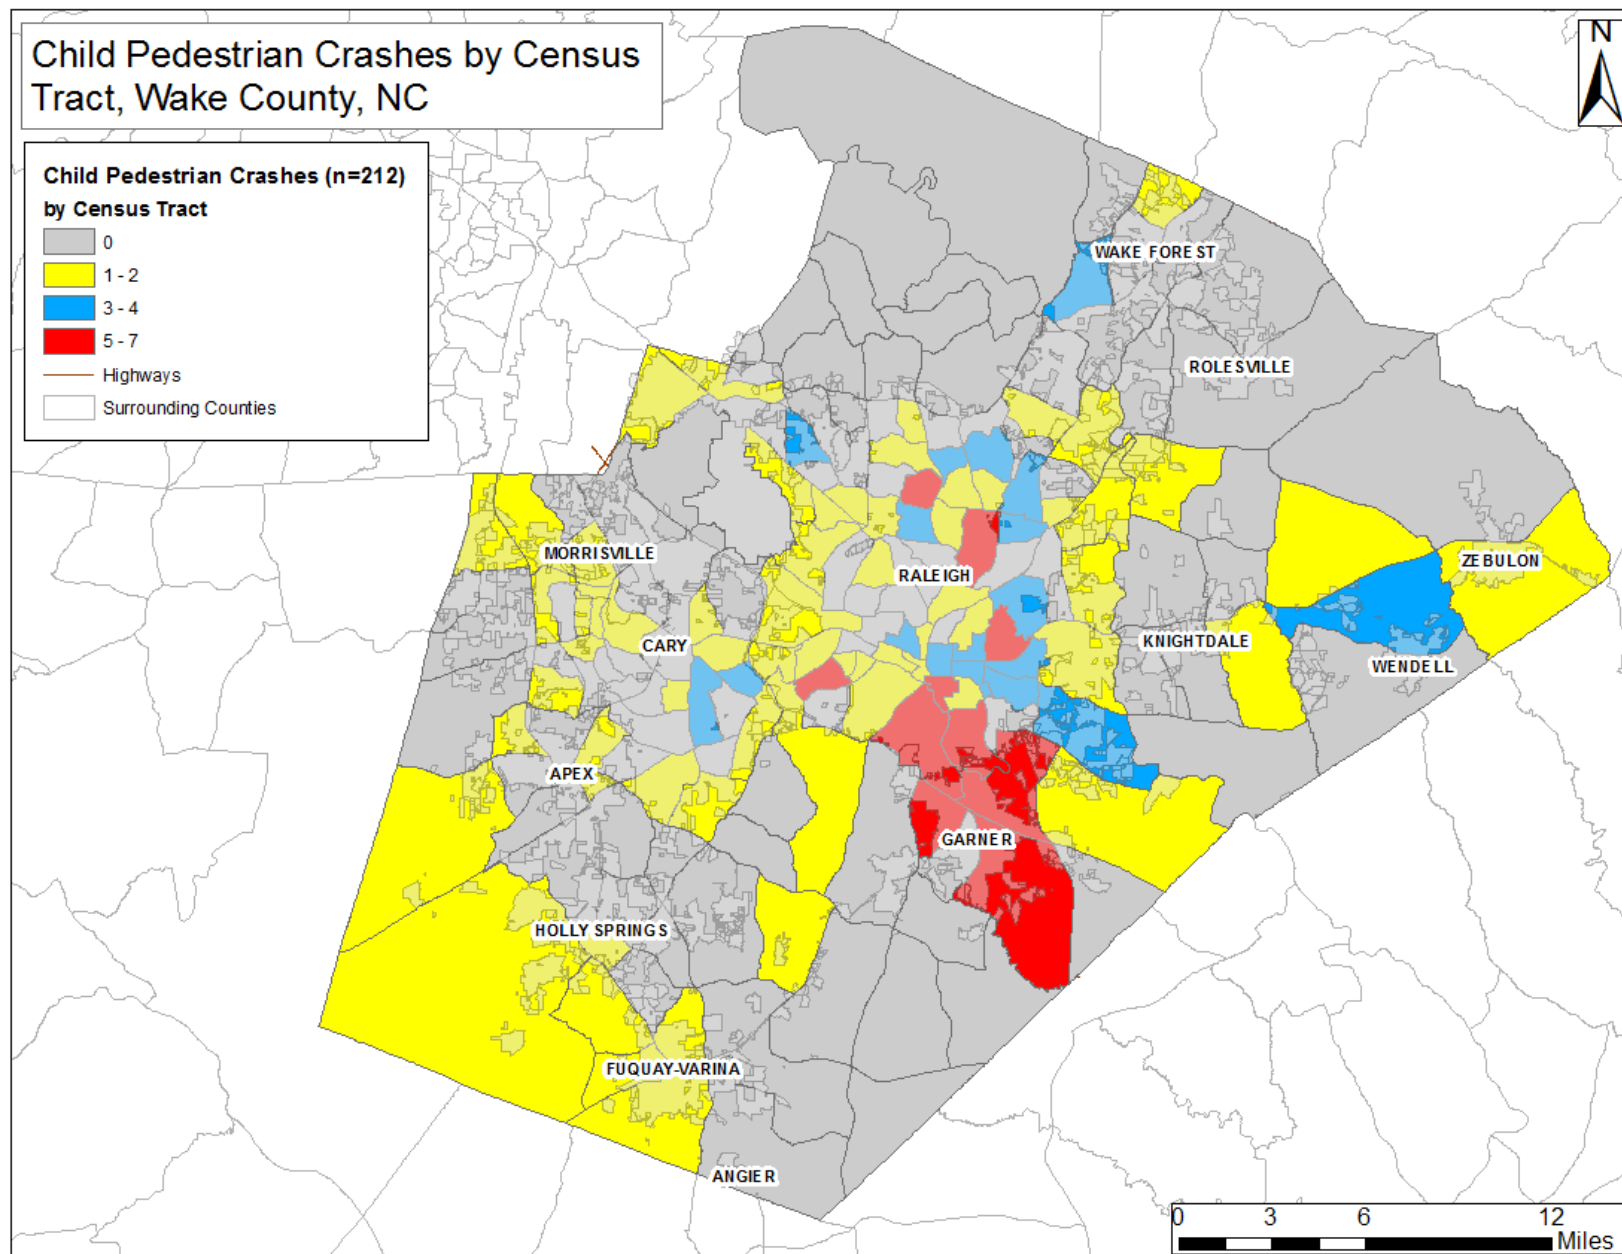 Child Pedestrian Crashes by Census
Tract, Wake County, NC
N
Child Pedestrian Crashes (n=212)
by Census Tract
0
1 - 2
3 - 4
5 - 7
Highways
Surrounding Counties
WAKE FOREST
ROLESVILLE
MORRISVILLE
RALEIGH
ZEBULON
CARY
KNIGHTDALE
WENDELL
APEX
GARNER
HOLLY SPRINGS
FUQUAY-VARINA
ANGIER
0 3 6 12
Miles